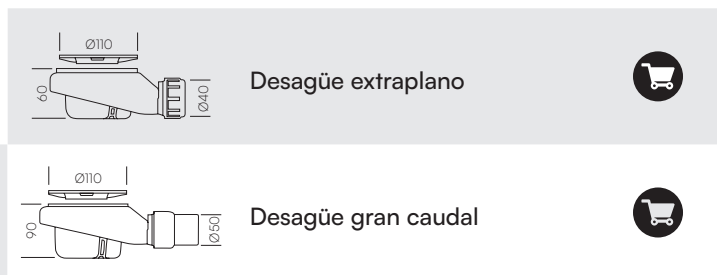 Ø110
60
Ø40
Desagüe extraplano
Ø110
90
Ø50
Desagüe gran caudal